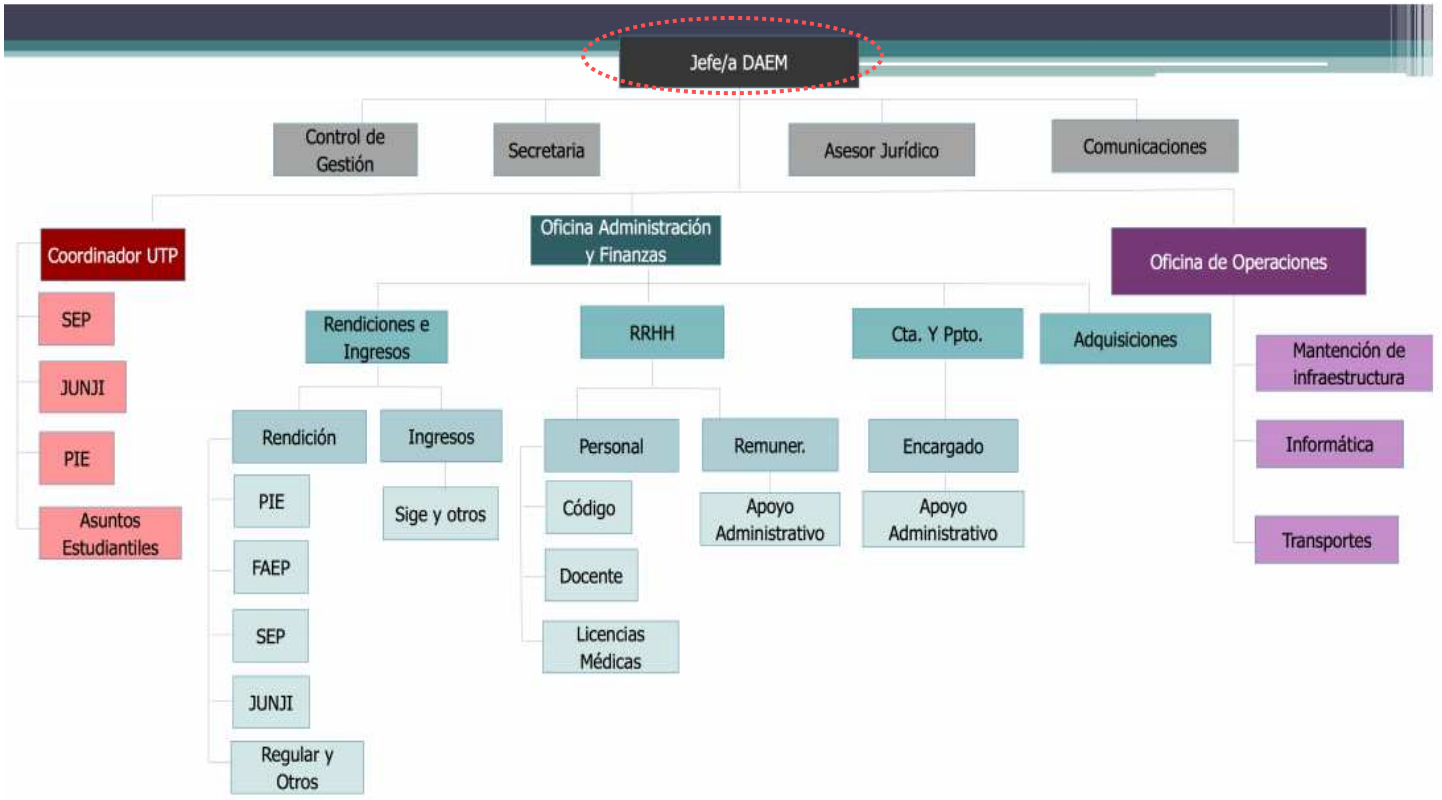 Jefe/a DAEM
Control de
Gestión
Secretaria
Asesor Jurídico
Comunicaciones
Coordinador UTP
SEP
JUNJI
PIE
Asuntos
Estudiantiles
Oficina Administración
y Finanzas
Rendiciones e
Ingresos
Rendición
PIE
FAEP
SEP
JUNJI
Regular y
Otros
Ingresos
Sige y otros
RRHH
Personal
Código
Docente
Licencias
Médicas
Remuner.
Apoyo
Administrativo
Cta. Y Ppto.
Encargado
Apoyo
Administrativo
Adquisiciones
Oficina de Operaciones
Mantención de
infraestructura
Informática
Transportes